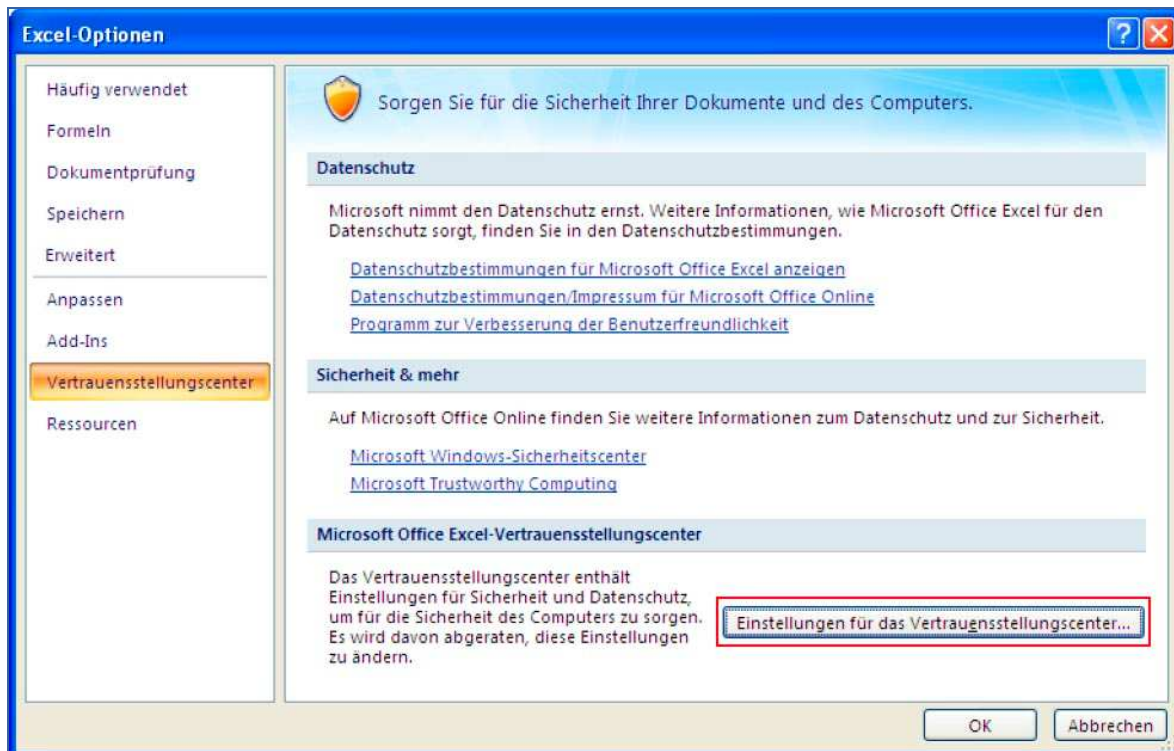 Excel-Optionen
Häufig verwendet
Formeln
Dokumentprüfung
Speichern
Erweitert
Anpassen
Add-Ins
Vertrauensstellungscenter
Ressourcen
Sorgen Sie für die Sicherheit Ihrer Dokumente und des Computers.
Datenschutz
Microsoft nimmt den Datenschutz ernst. Weitere Informationen, wie Microsoft Office Excel für den
Datenschutz sorgt, finden Sie in den Datenschutzbestimmungen.
Datenschutzbestimmungen für Microsoft Office Excel anzeigen
Datenschutzbestimmungen/Impressum für Microsoft Office Online
Programm zur Verbesserung der Benutzerfreundlichkeit
Sicherheit & mehr
Auf Microsoft Office Online finden Sie weitere Informationen zum Datenschutz und zur Sicherheit.
Microsoft Windows-Sicherheitscenter
Microsoft Trustworthy Computing
Microsoft Office Excel-Vertrauensstellungscenter
Das Vertrauensstellungscenter enthält
Einstellungen für Sicherheit und Datenschutz,
um für die Sicherheit des Computers zu sorgen.
Es wird davon abgeraten, diese Einstellungen
zu ändern.
Einstellungen für das Vertrauensstellungscenter...
OK
Abbrechen